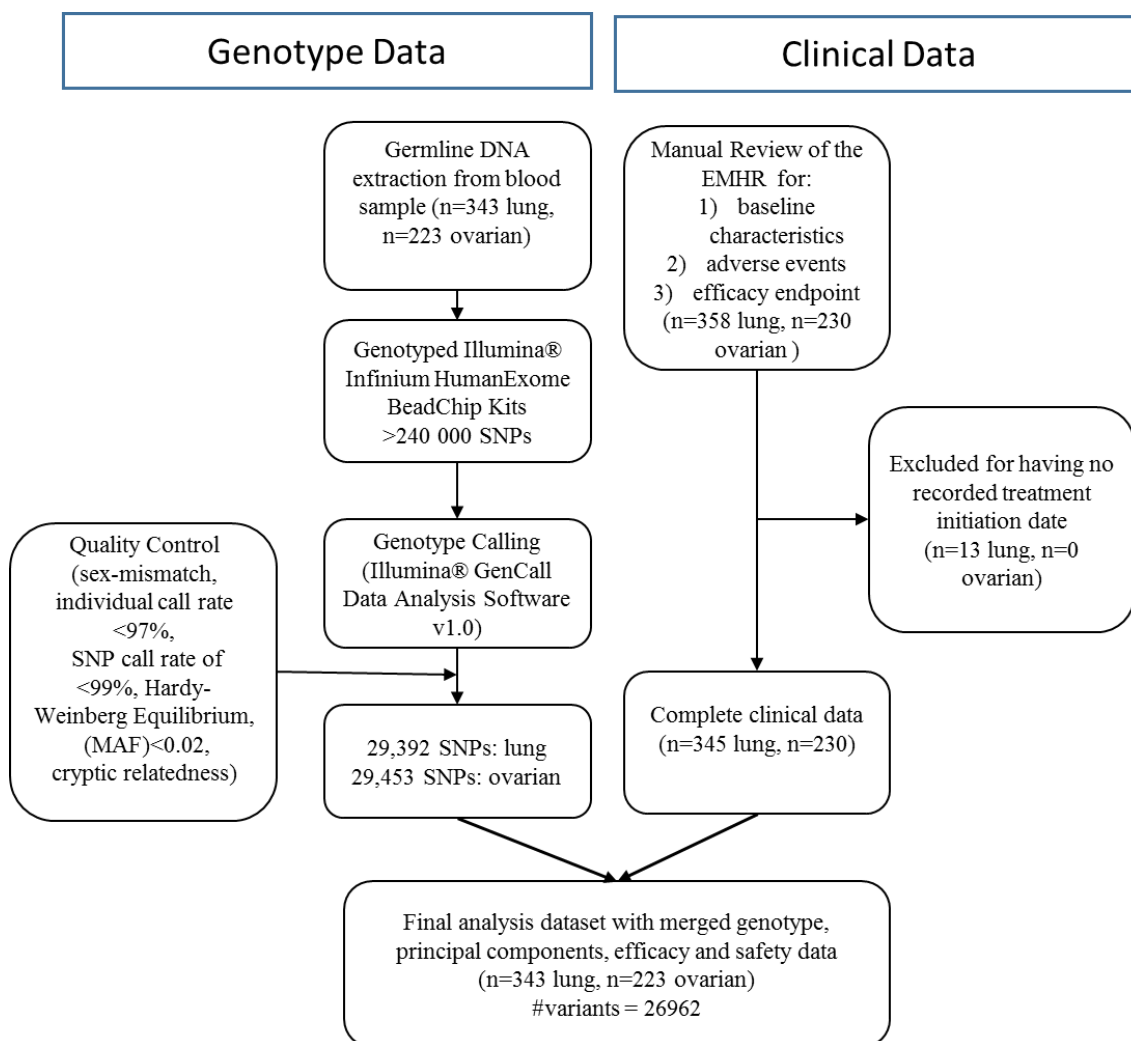 Genotype Data
Clinical Data
Germline DNA
extraction from blood
sample (n=343 lung,
n=223 ovarian)
Manual Review of the
EMHR for:
1) baseline
characteristics
2) adverse events
3) efficacy endpoint
(n=358 lung, n=230
ovarian )
Genotyped Illumina®
Infinium HumanExome
BeadChip Kits
>240 000 SNPs
Excluded for having no
recorded treatment
initiation date
(n=13 lung, n=0
ovarian)
Quality Control
(sex-mismatch,
individual call rate
<97%,
SNP call rate of
<99%, Hardy-
Weinberg Equilibrium,
(MAF)<0.02,
cryptic relatedness)
Genotype Calling
(Illumina® GenCall
Data Analysis Software
v1.0)
29,392 SNPs: lung
29,453 SNPs: ovarian
Complete clinical data
(n=345 lung, n=230)
Final analysis dataset with merged genotype,
principal components, efficacy and safety data
(n=343 lung, n=223 ovarian)
#variants = 26962